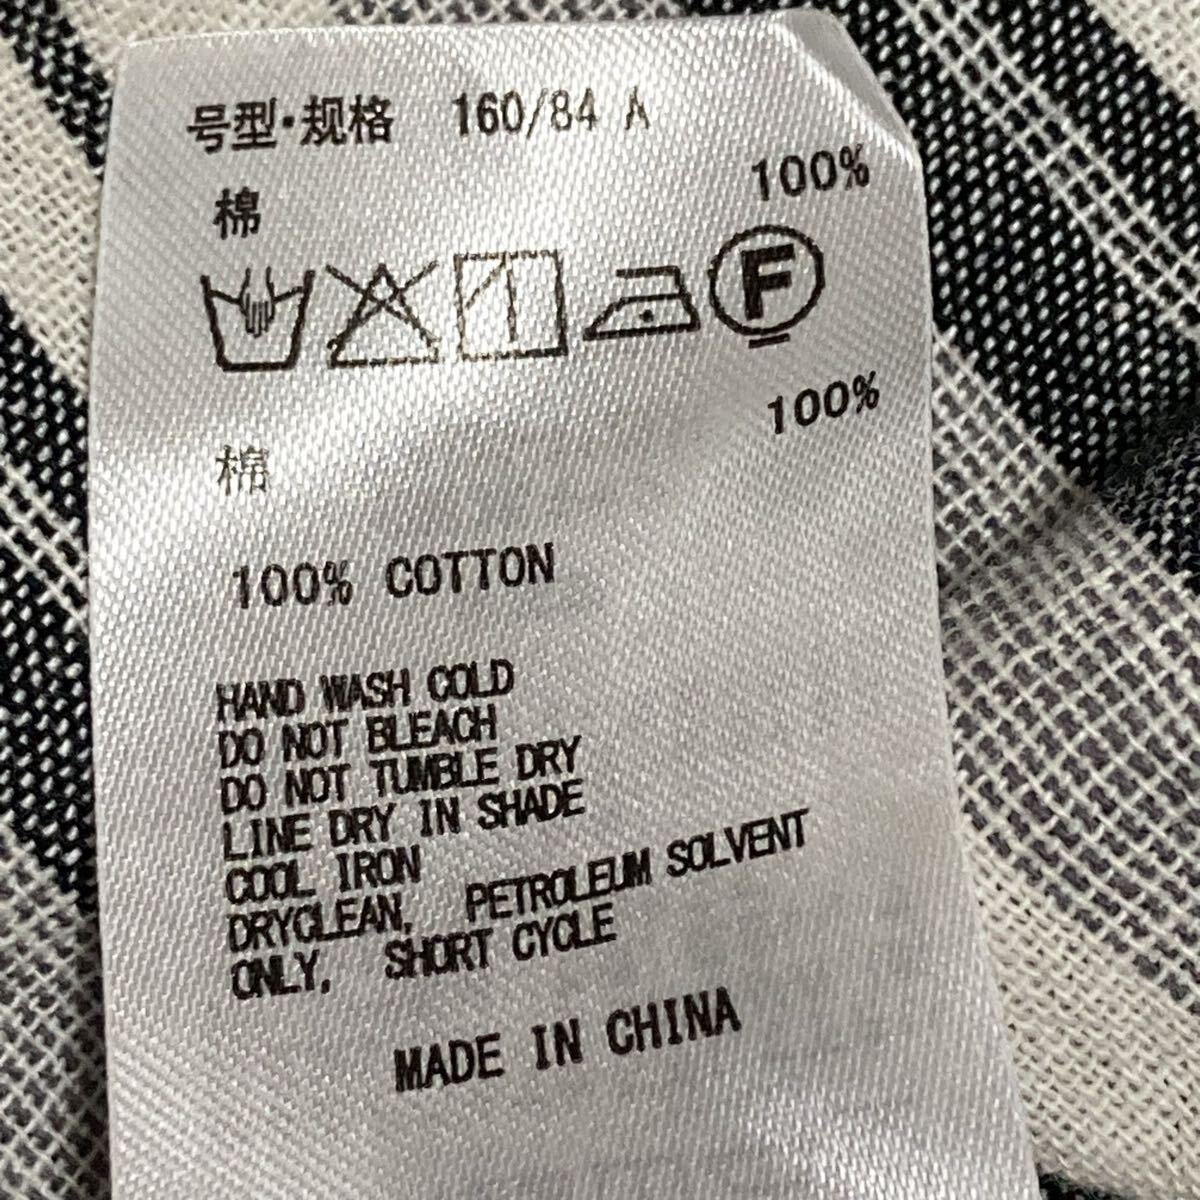 号型·规格 160/84 A
棉 100%
F
棉 100%
100% COTTON
HAND WASH COLD
DO NOT BLEACH
DO NOT TUMBLE DRY
LINE DRY IN SHADE
COOL IRON
DRYCLEAN, PETROLEUM SOLVENT
ONLY, SHORT CYCLE
MADE IN CHINA